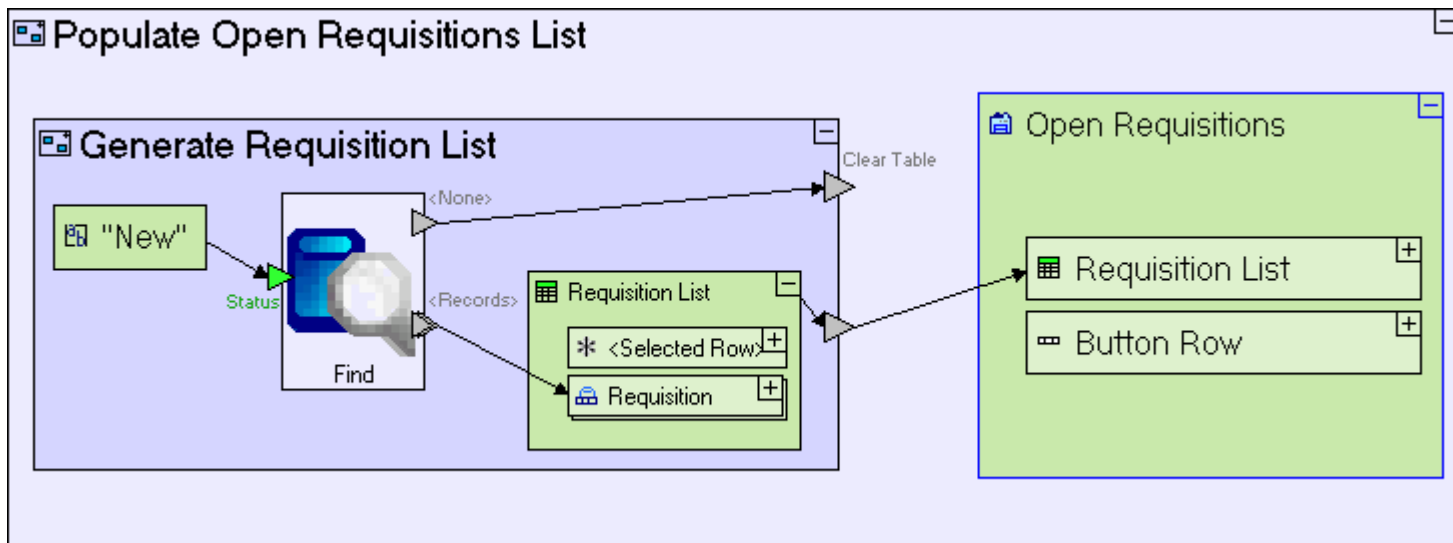 Populate Open Requisitions List
Generate Requisition List
Clear Table
Open Requisitions
<None>
"New"
Status
<Records>
Find
Requisition List
<Selected Row>
Requisition
Requisition List
Button Row